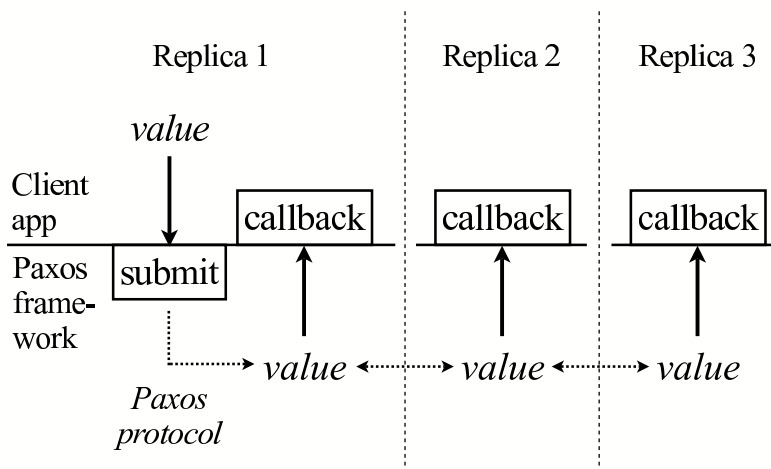 Replica 1
Replica 2
Replica 3
value
Client
app
callback
callback
callback
submit
Paxos
frame-
work
value
value
value
Paxos
protocol